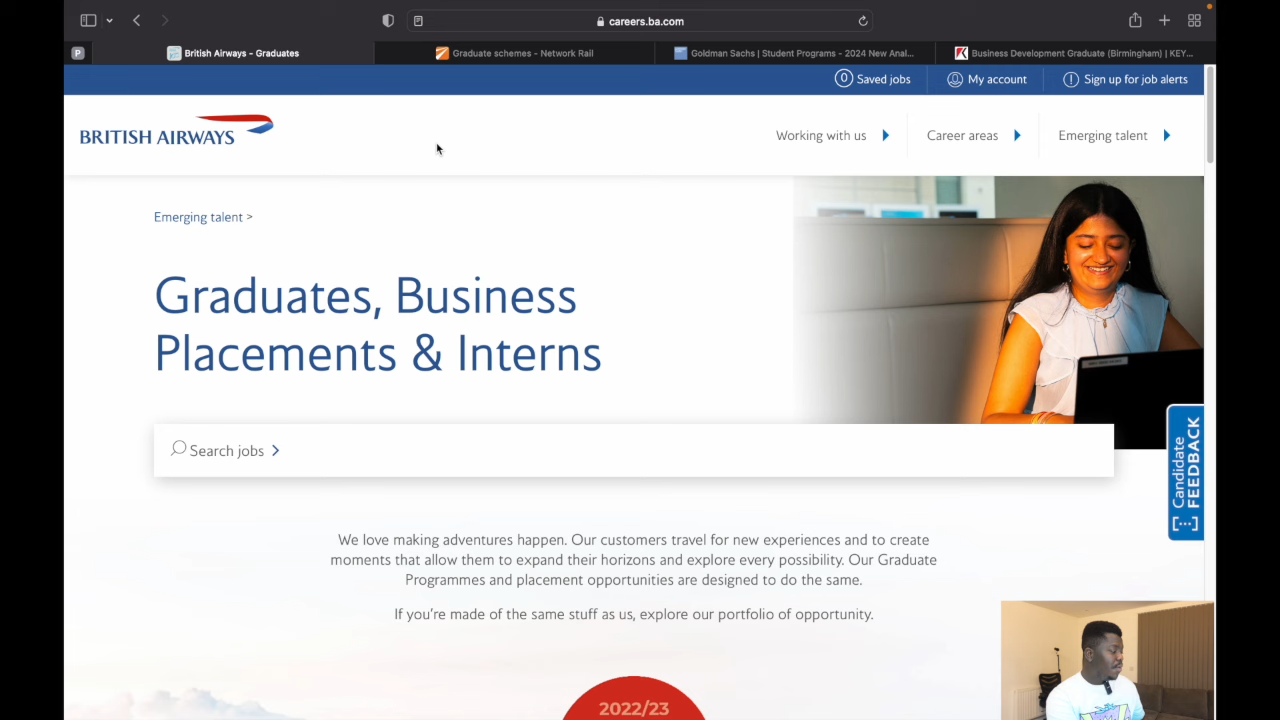 careers.ba.com
P
British Airways - Graduates
Graduate schemes - Network Rail
Goldman Sachs | Student Programs - 2024 New Anal...
Business Development Graduate (Birmingham) | KEY...
0 Saved jobs
My account
Sign up for job alerts
BRITISH AIRWAYS
Working with us
Career areas
Emerging talent
Emerging talent >
Graduates, Business
Placements & Interns
Search jobs
Candidate
FEEDBACK
We love making adventures happen. Our customers travel for new experiences and to create
moments that allow them to expand their horizons and explore every possibility. Our Graduate
Programmes and placement opportunities are designed to do the same.
If you're made of the same stuff as us, explore our portfolio of opportunity.
2022/23